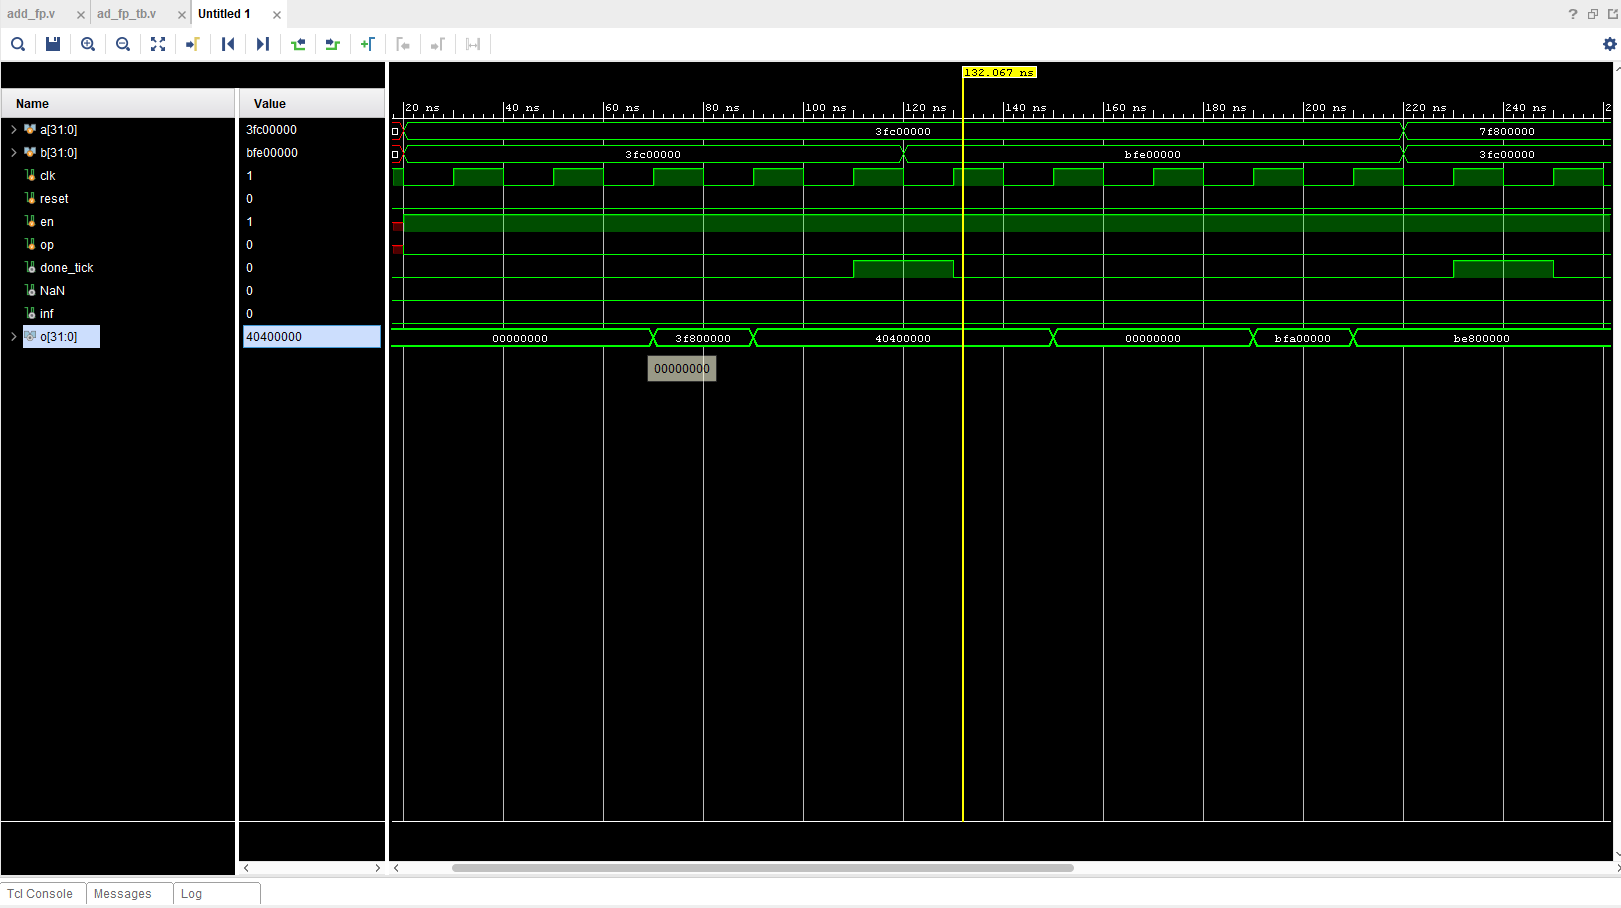 add_fp.v × ad_fp_tb.v × Untitled 1 × ?
132.067 ns
Name Value
20 ns 40 ns 60 ns 80 ns 100 ns 120 ns 140 ns 160 ns 180 ns 200 ns 220 ns 240 ns 2
a[31:0] 3fc00000 3fc00000 7f800000
b[31:0] bfe00000 3fc00000 bfe00000 3fc00000
clk 1
reset 0
en 1
op 0
done_tick 0
NaN 0
inf 0
o[31:0] 40400000 00000000 3f800000 40400000 00000000 bfa00000 be800000
00000000
Tcl Console Messages Log